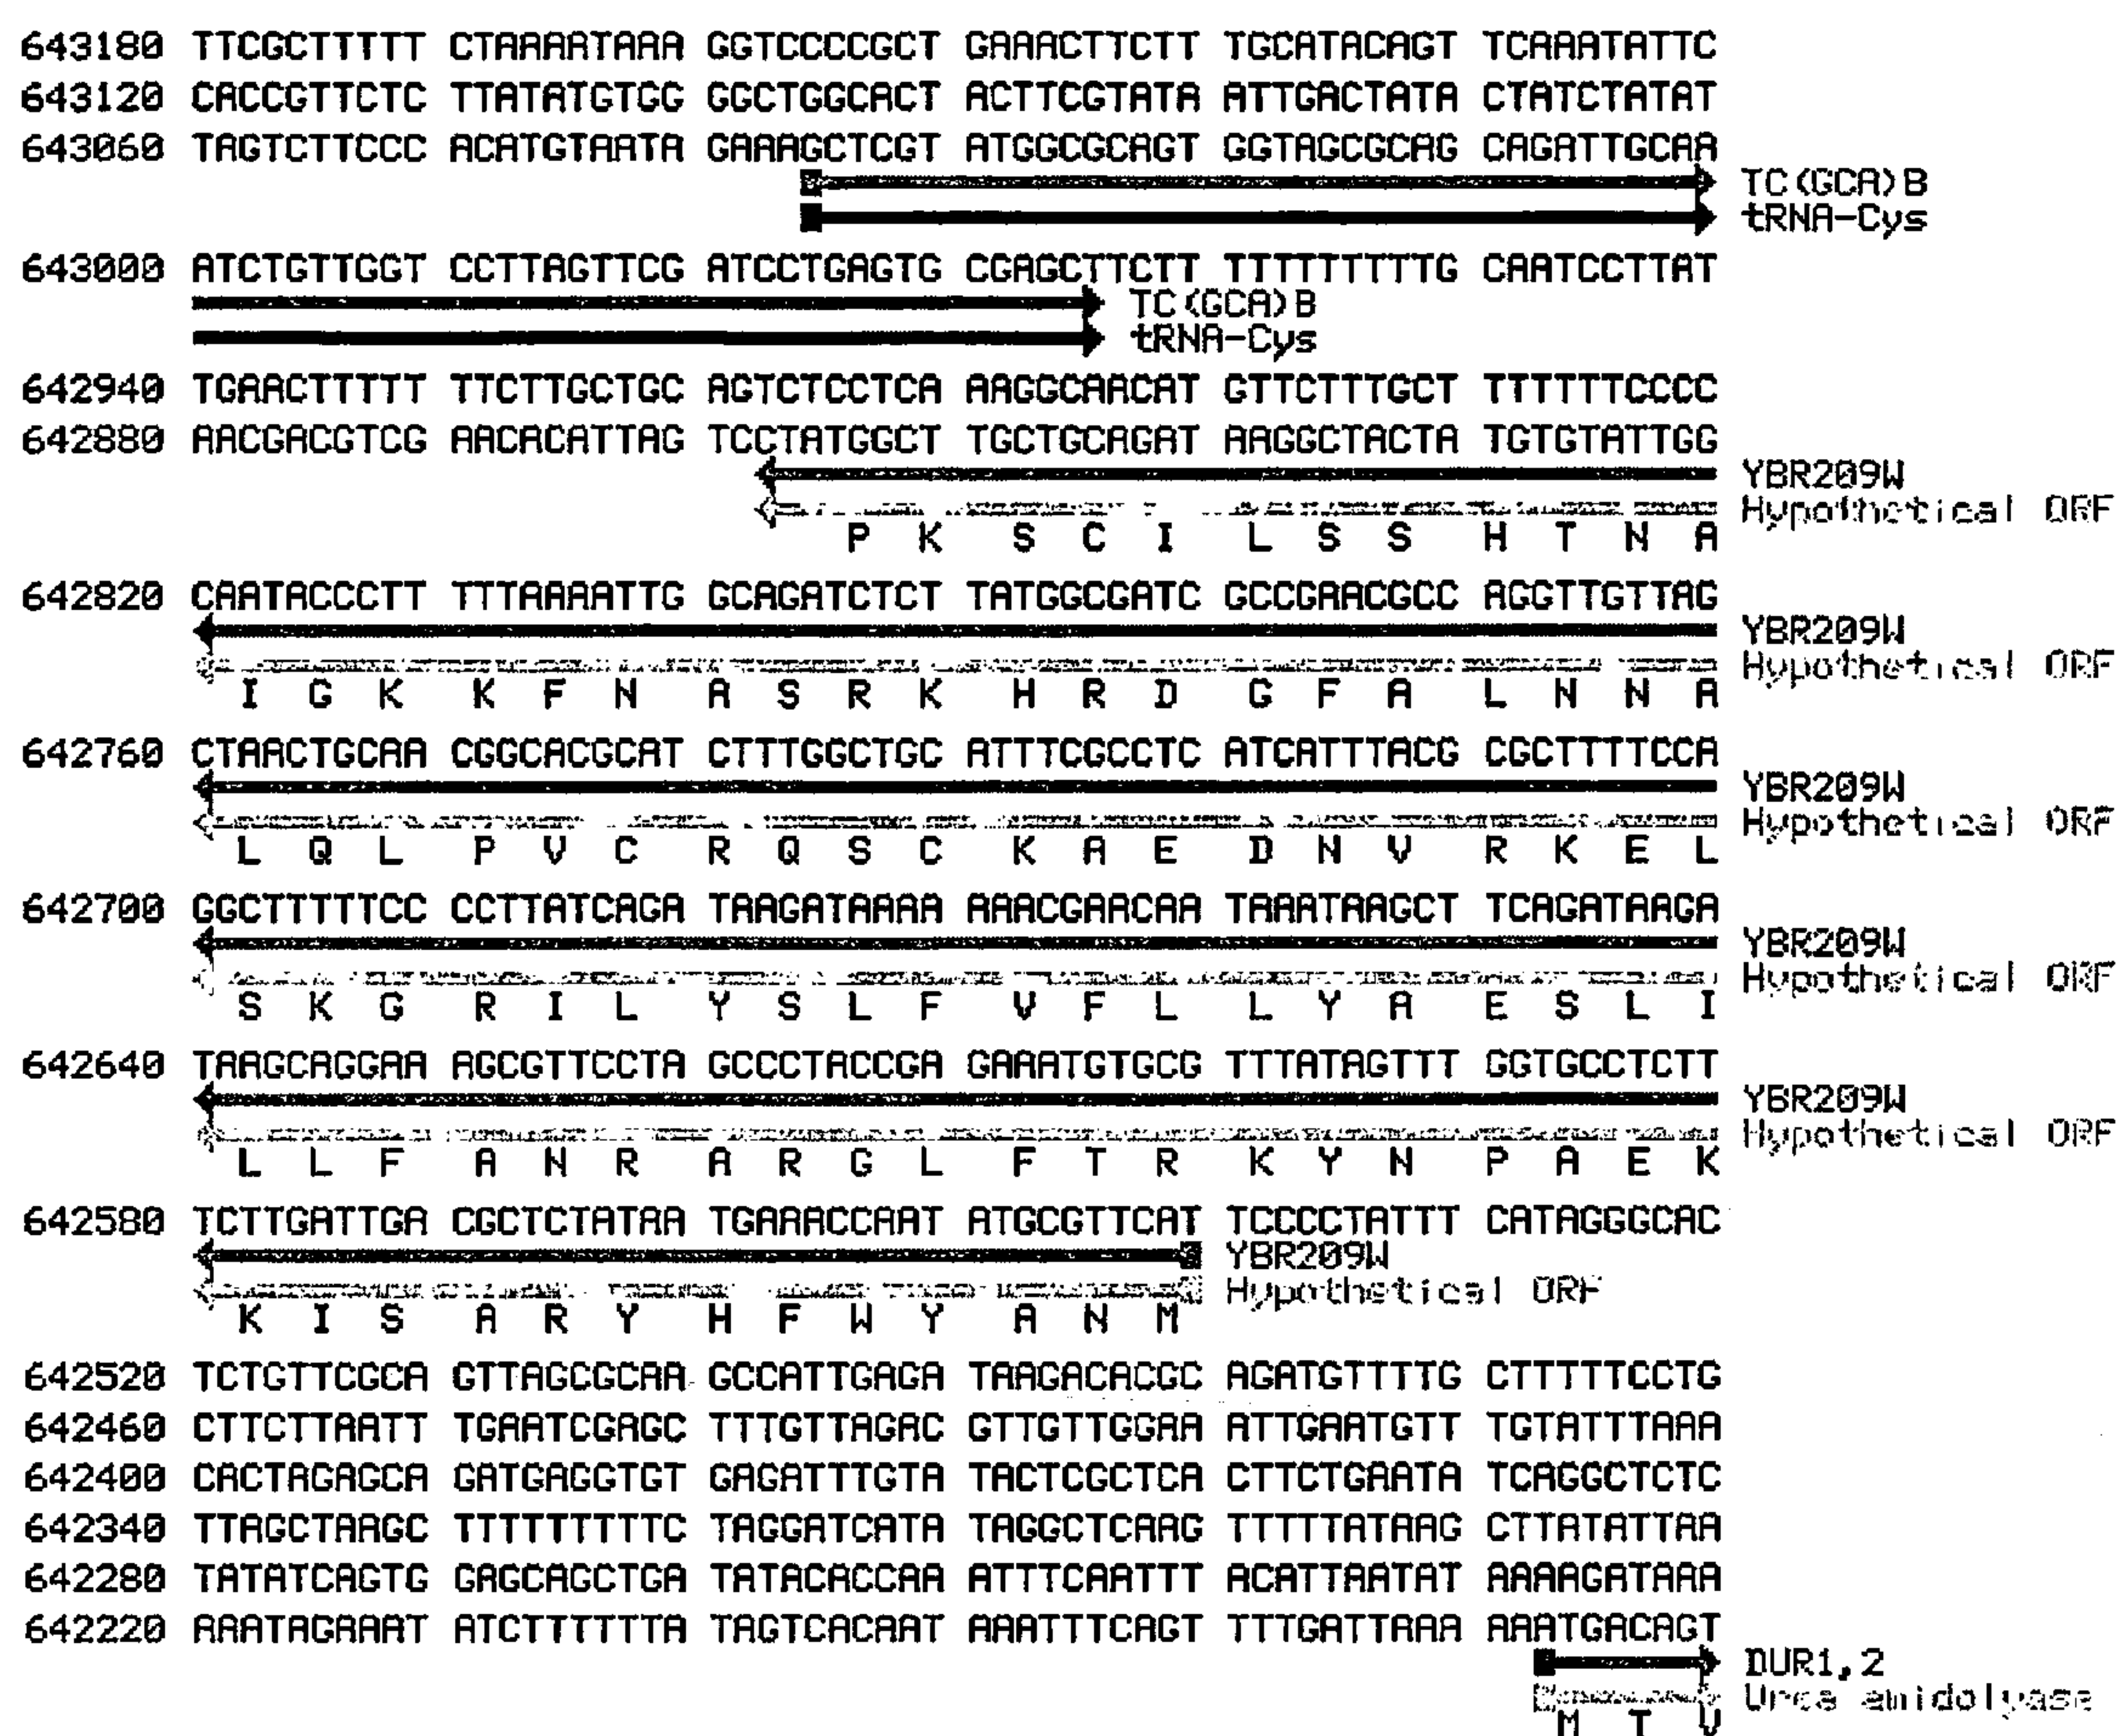 643180 TTCGCTTTTT CTAAAATAAA GGTCCCCGCT GAAACTTCTT TGCATACAGT TCAAATATTC
643120 CACCGTTCTC TTATATGTGG GGCTGGCACT ACTTCGTATA ATTGACTATA CTATCTATAT
643060 TAGTCTTCCC ACATGTAATA GAAAGCTCGT ATGGCGCAGT GGTAGCGCAG CAGATTGCAA
TC(GCA)B
tRNA-Cys
643000 ATCTGTTGGT CCTTAGTTCG ATCCTGAGTG CGAGCTTCTT TTTTTTTTTG CAATCCTTAT
TC(GCA)B
tRNA-Cys
642940 TGAACTTTTT TTCTTGCTGC AGTCTCCTCA AAGGCAACAT GTTCTTTGCT TTTTTTCCCC
642880 AACGACGTCG AACACATTAG TCCTATGGCT TGCTGCAGAT AAGGCTACTA TGTGTATTGG
YBR209W
Hypothetical ORF
P K S C I L S S H T N A
642820 CAATACCCTT TTTAAAATTG GCAGATCTCT TATGGCGATC GCCGAACGCC AGGTTGTTAG
YBR209W
Hypothetical ORF
I G K K F N A S R K H R D G F A L N N A
642760 CTAACTGCAA CGGCACGCAT CTTTGGCTGC ATTTCGCCTC ATCATTTACG CGCTTTTCCA
YBR209W
Hypothetical ORF
L Q L P V C R Q S C K A E D N V R K E L
642700 GGCTTTTTCC CCTTATCAGA TAAGATAAAA AAACGAACAA TAAATAAGCT TCAGATAAGA
YBR209W
Hypothetical ORF
S K G R I L Y S L F V F L L Y A E S L I
642640 TAAGCAGGAA AGCGTTCCTA GCCCTACCGA GAAATGTGCG TTTATAGTTT GGTGCCTCTT
YBR209W
Hypothetical ORF
L L F A N R A R G L F T R K Y N P A E K
642580 TCTTGATTGA CGCTCTATAA TGAAACCAAT ATGCGTTCAT TCCCCTATTT CATAGGGCAC
YBR209W
Hypothetical ORF
K I S A R Y H F W Y A N M
642520 TCTGTTCGCA GTTAGCGCAA GCCATTGAGA TAAGACACGC AGATGTTTTG CTTTTTCCTG
642460 CTTCTTAATT TGAATCGAGC TTTGTTAGAC GTTGTTGGAA ATTGAATGTT TGTATTTAAA
642400 CACTAGAGCA GATGAGGTGT GAGATTTGTA TACTCGCTCA CTTCTGAATA TCAGGCTCTC
642340 TTAGCTAAGC TTTTTTTTTC TAGGATCATA TAGGCTCAAG TTTTTATAAG CTTATATTAA
642280 TATATCAGTG GAGCAGCTGA TATACACCAA ATTTCAATTT ACATTAATAT AAAAGATAAA
642220 AAATAGAAAT ATCTTTTTTA TAGTCACAAT AAATTTCAGT TTTGATTAAA AAATGACAGT
DUR1,2
Urea amidolyase
M T V